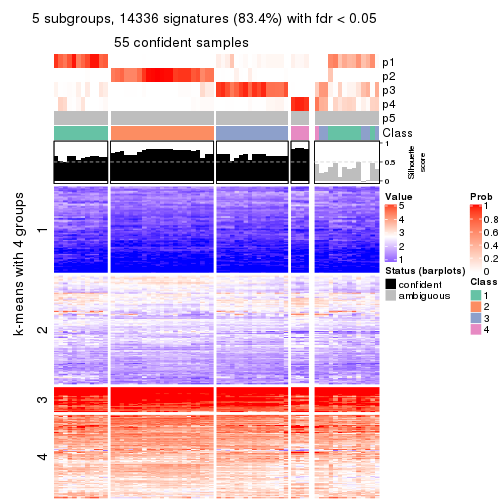 5 subgroups, 14336 signatures (83.4%) with fdr < 0.05
55 confident samples
p1
p2
p3
p4
p5
Class
1
0.5
0
Silhouette
score
k-means with 4 groups
1
2
3
4
Value
5
4
3
2
1
Status (barplots)
confident
ambiguous
Prob
1
0.8
0.6
0.4
0.2
0
Class
1
2
3
4